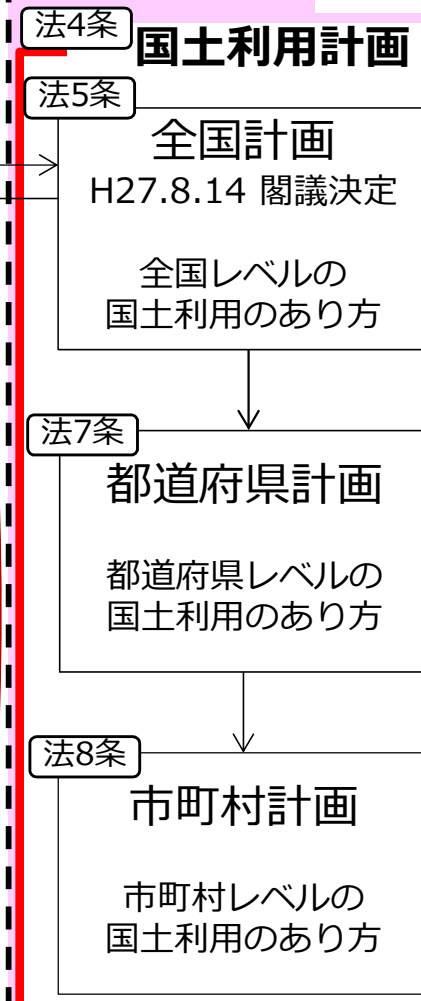 法4条
国土利用計画
法5条
全国計画
H27.8.14 閣議決定
全国レベルの
国土利用のあり方
法7条
都道府県計画
都道府県レベルの
国土利用のあり方
法8条
市町村計画
市町村レベルの
国土利用のあり方